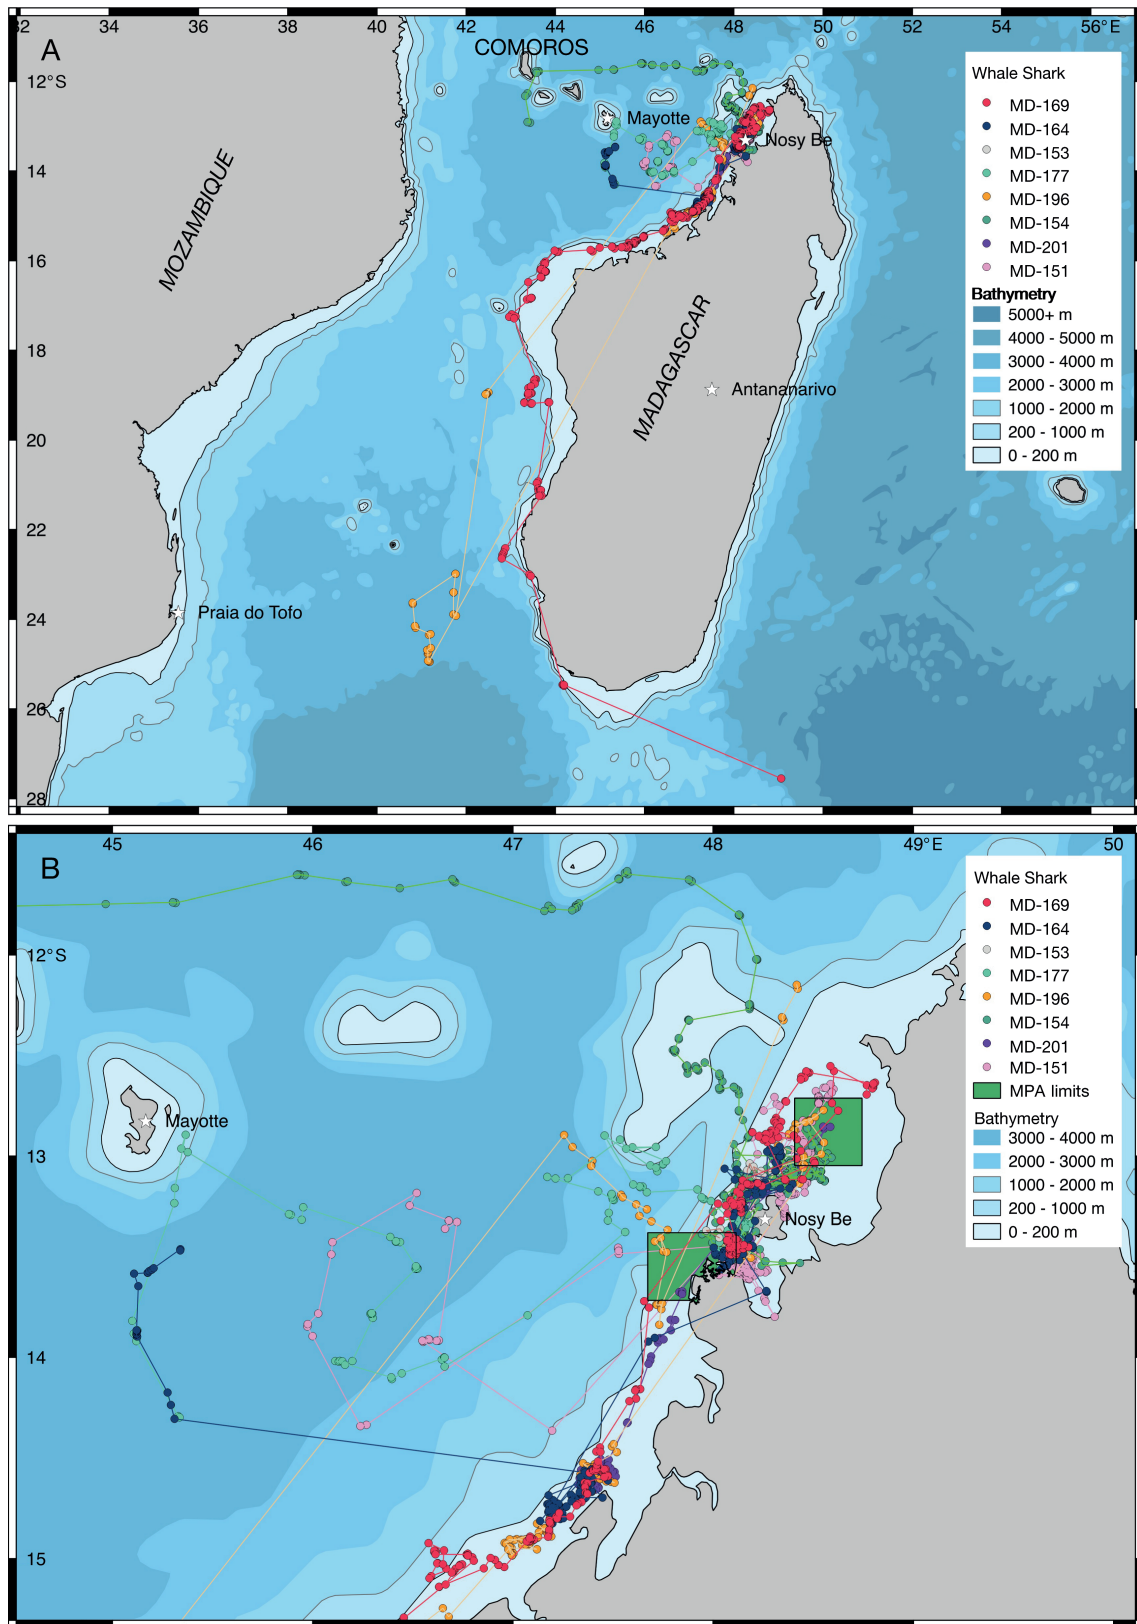 32 34 36 38 40 42 44 46 48 50 52 54 56°E
A
COMOROS
12°S
Whale Shark
MD-169
MD-164
MD-153
MD-177
MD-196
MD-154
MD-201
MD-151
Bathymetry
5000+ m
4000 - 5000 m
3000 - 4000 m
2000 - 3000 m
1000 - 2000 m
200 - 1000 m
0 - 200 m
Mayotte
Nosy Be
14
MOZAMBIQUE
16
MADAGASCAR
18
Antananarivo
20
22
24
Praia do Tofo
26
28
45 46 47 48 49°E 50
B
Whale Shark
MD-169
MD-164
MD-153
MD-177
MD-196
MD-154
MD-201
MD-151
MPA limits
Bathymetry
3000 - 4000 m
2000 - 3000 m
1000 - 2000 m
200 - 1000 m
0 - 200 m
12°S
Mayotte
13
Nosy Be
14
15